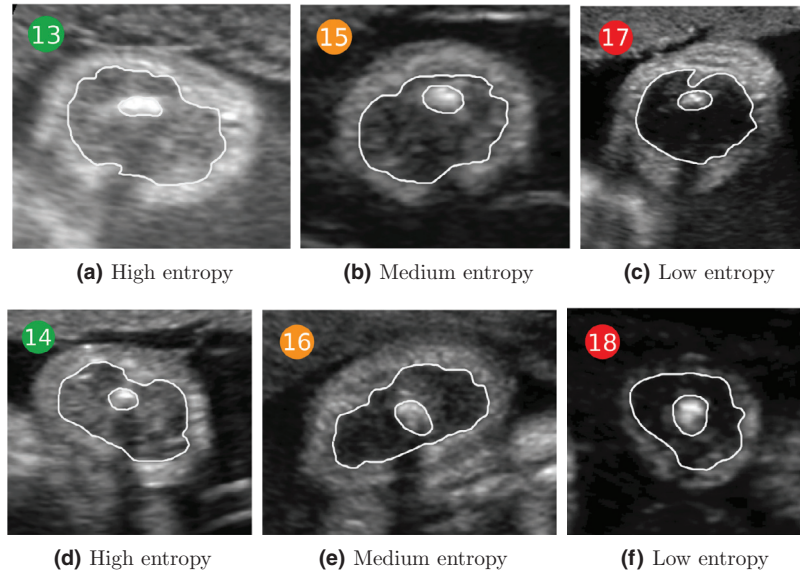 13
15
17
(a) High entropy
(b) Medium entropy
(c) Low entropy
14
16
18
(d) High entropy
(e) Medium entropy
(f) Low entropy